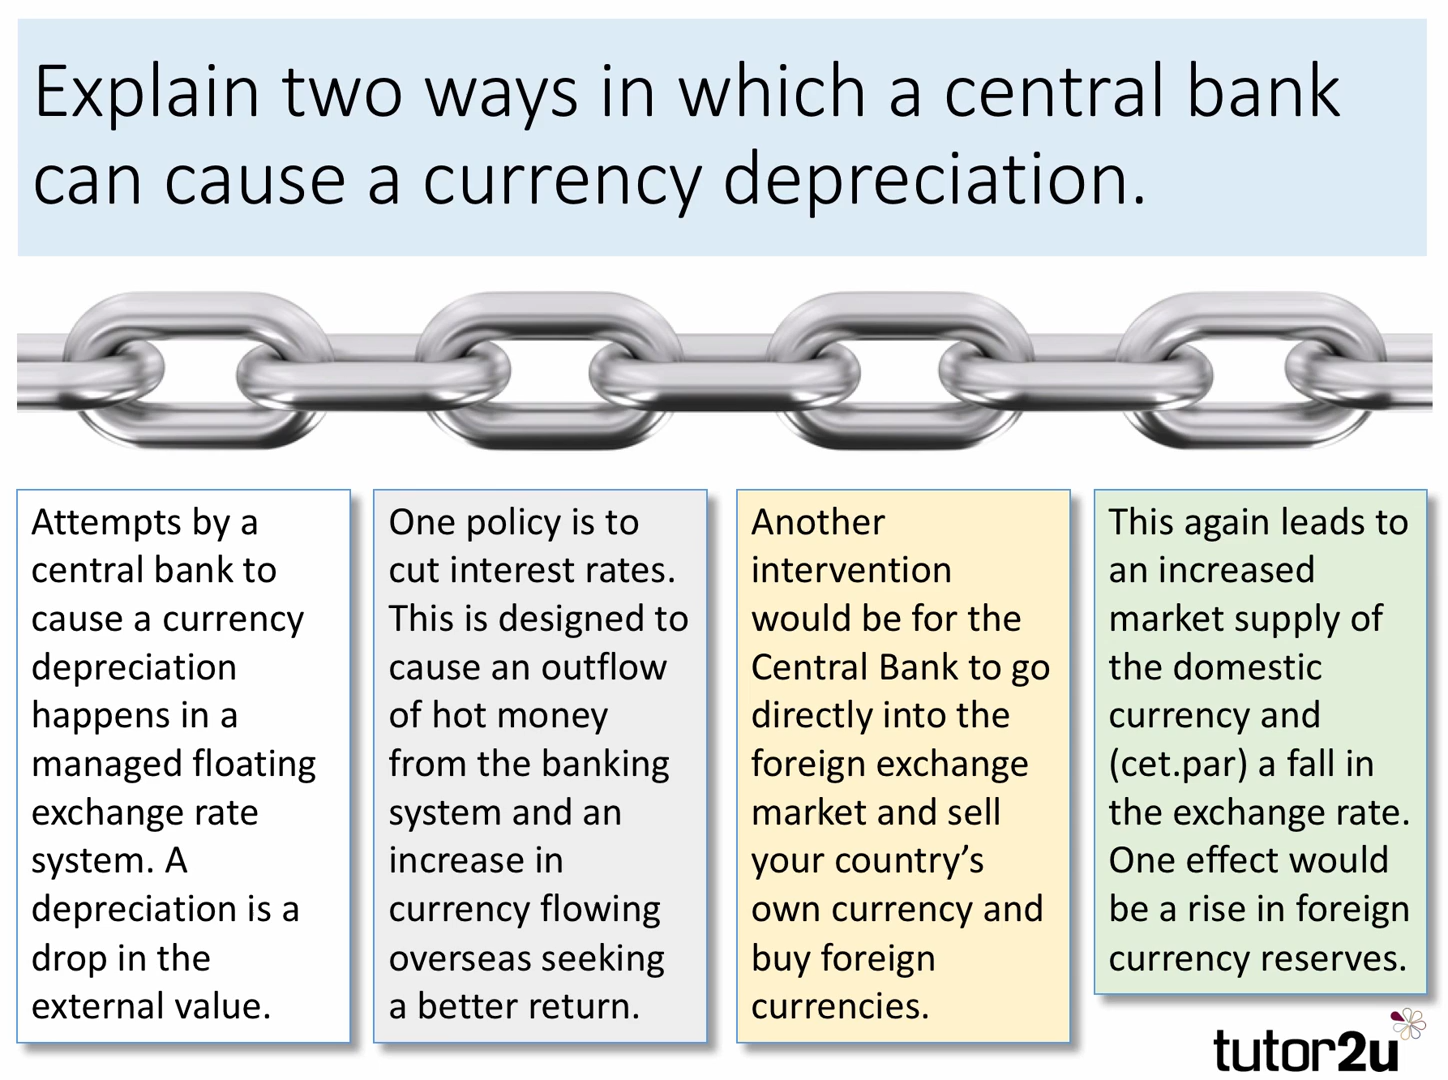 Explain two ways in which a central bank
can cause a currency depreciation.
Attempts by a
central bank to
cause a currency
depreciation
happens in a
managed floating
exchange rate
system. A
depreciation is a
drop in the
external value.
One policy is to
cut interest rates.
This is designed to
cause an outflow
of hot money
from the banking
system and an
increase in
currency flowing
overseas seeking
a better return.
Another
intervention
would be for the
Central Bank to go
directly into the
foreign exchange
market and sell
your country’s
own currency and
buy foreign
currencies.
This again leads to
an increased
market supply of
the domestic
currency and
(cet.par) a fall in
the exchange rate.
One effect would
be a rise in foreign
currency reserves.
tutor2u